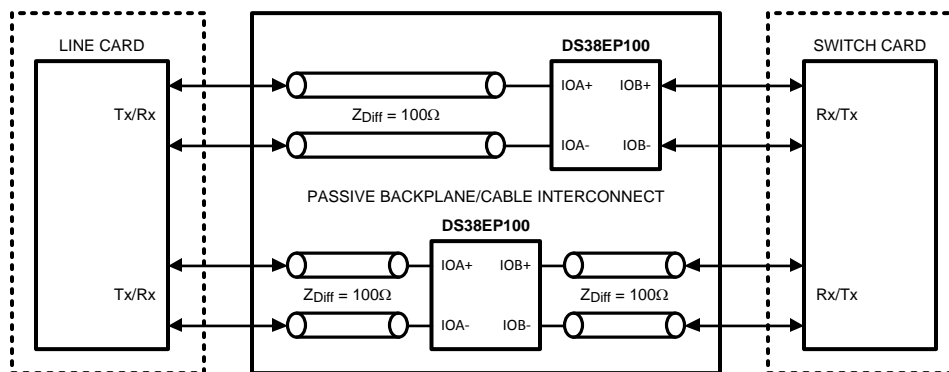 LINE CARD
DS38EP100
SWITCH CARD
Tx/Rx
ZDiff = 100Ω
IOA+ IOB+
IOA- IOB-
Rx/Tx
PASSIVE BACKPLANE/CABLE INTERCONNECT
DS38EP100
Tx/Rx
ZDiff = 100Ω
IOA+ IOB+
IOA- IOB-
ZDiff = 100Ω
Rx/Tx